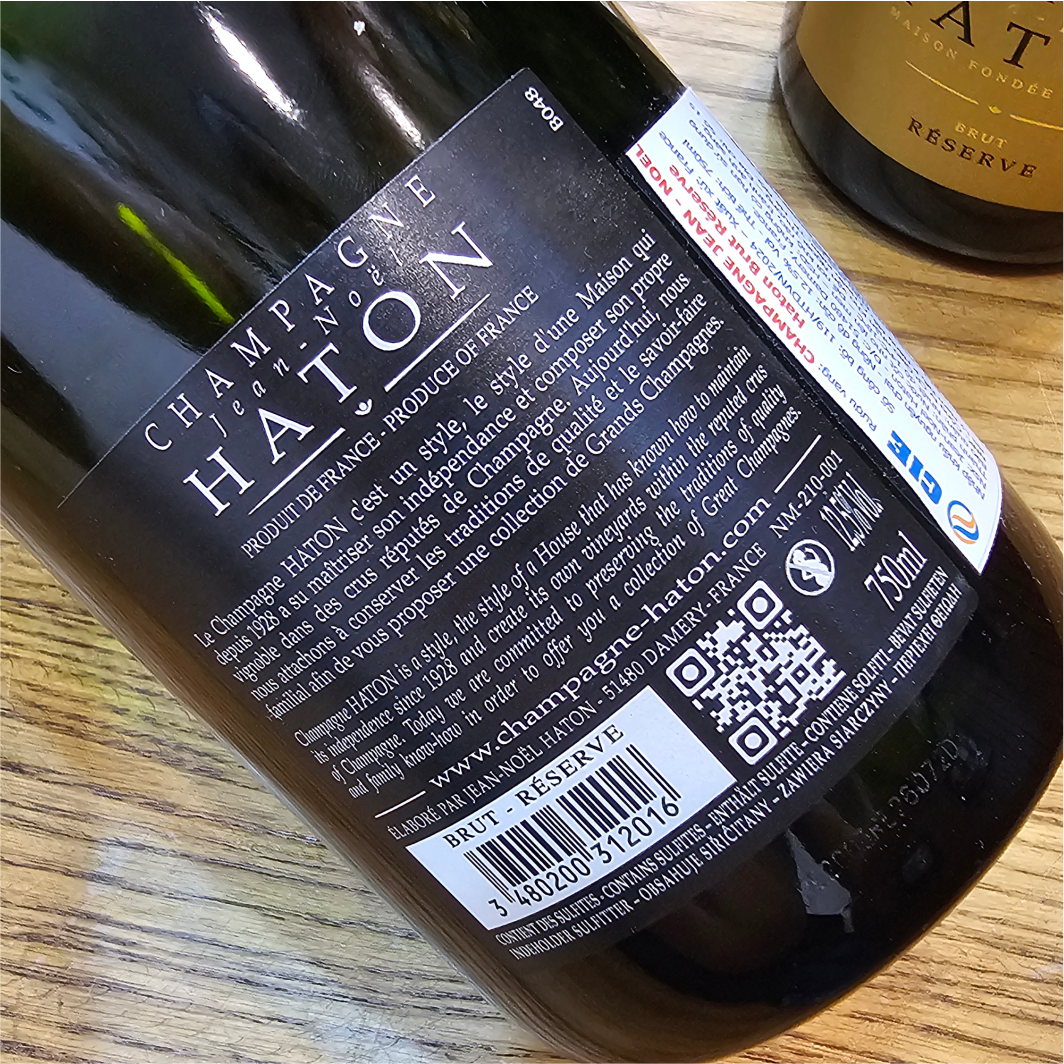 B048
CHAMPAGNE
Jean-Noël
HATON
PRODUIT DE FRANCE - PRODUCE OF FRANCE
Le Champagne HATON c'est un style, le style d'une Maison qui
depuis 1928 a su maîtriser son indépendance et composer son propre
vignoble dans des crus réputés de Champagne. Aujourd'hui, nous
nous attachons à conserver les traditions de qualité et le savoir-faire
familial afin de vous proposer une collection de Grands Champagnes.
Champagne HATON is a style, the style of a House that has known how to maintain
its independence since 1928 and create its own vineyards within the reputed crus
of Champagne. Today we are committed to preserving the traditions of quality
and family know-how in order to offer you a collection of Great Champagnes.
www.champagne-haton.com
ÉLABORÉ PAR JEAN-NOËL HATON - 51480 DAMERY- FRANCE NM-210-001
BRUT - RÉSERVE
3 480200 312016
12,5% Vol.
750ml
CONTIENT DES SULFITES - CONTAINS SULFITES - ENTHÄLT SULFITE - CONTIENE SOLFITI - BEVAT SULFIETEN
INDEHOLDER SULFITTER - OBSAHUJE SIŘIČITANY - ZAWIERA SIARCZYNY - ΠΕΡΙΕΧΕΙ ΘΕΙΩΔΗ
Rượu vang:
CHAMPAGNE JEAN - NOEL
Haton Brut Réserve
GIE
HAT
MAISON FONDÉE
BRUT
RÉSERVE